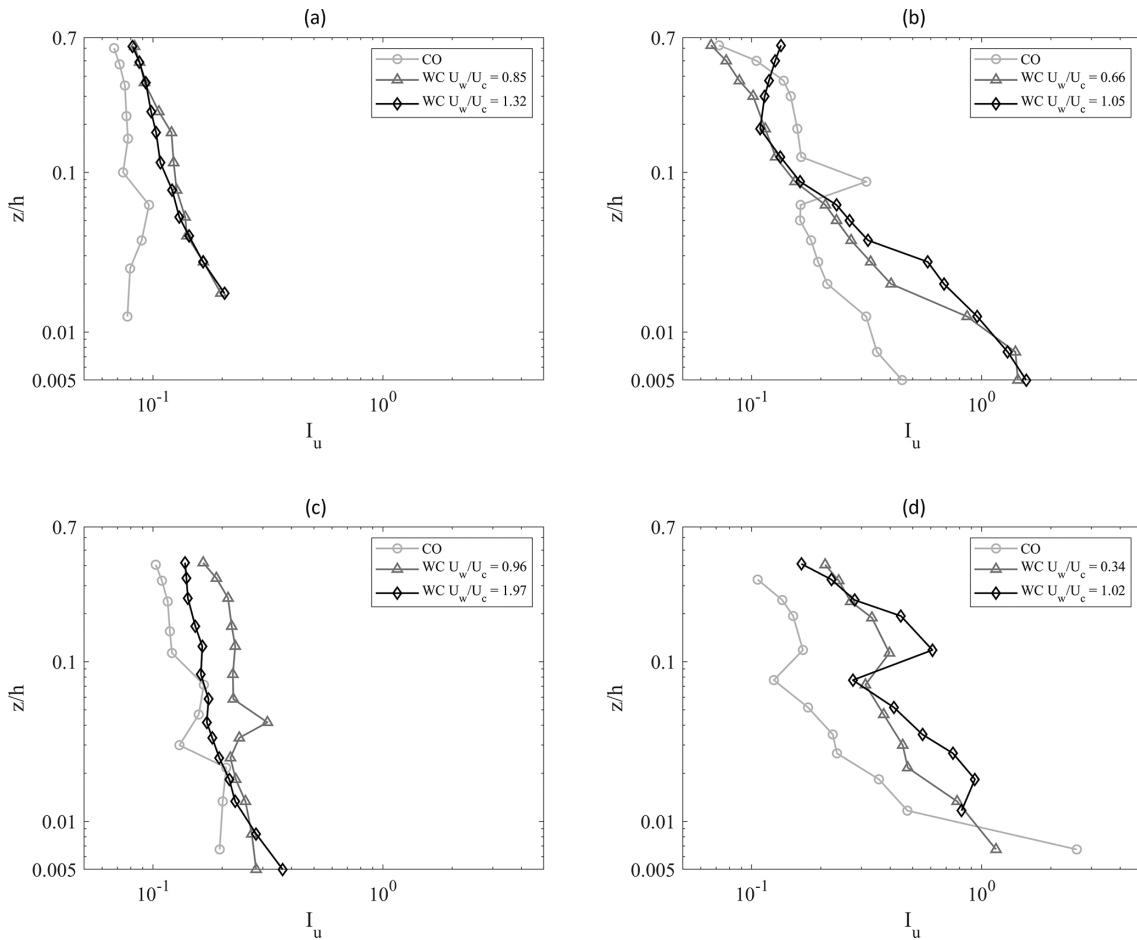 (a)
0.7
0.1
0.01
0.005
z/h
10^-1
10^0
I_u
CO
WC U_w/U_c = 0.85
WC U_w/U_c = 1.32
(b)
0.7
0.1
0.01
0.005
z/h
10^-1
10^0
I_u
CO
WC U_w/U_c = 0.66
WC U_w/U_c = 1.05
(c)
0.7
0.1
0.01
0.005
z/h
10^-1
10^0
I_u
CO
WC U_w/U_c = 0.96
WC U_w/U_c = 1.97
(d)
0.7
0.1
0.01
0.005
z/h
10^-1
10^0
I_u
CO
WC U_w/U_c = 0.34
WC U_w/U_c = 1.02